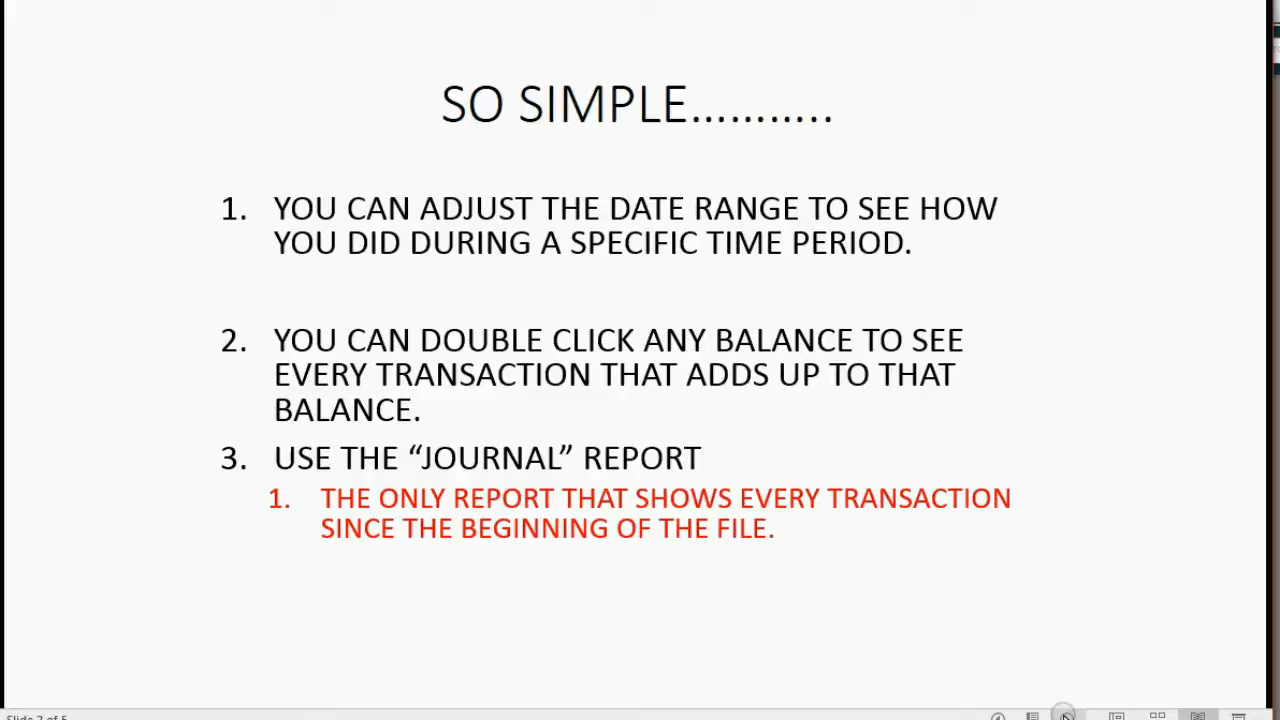 SO SIMPLE………..
1. YOU CAN ADJUST THE DATE RANGE TO SEE HOW
YOU DID DURING A SPECIFIC TIME PERIOD.
2. YOU CAN DOUBLE CLICK ANY BALANCE TO SEE
EVERY TRANSACTION THAT ADDS UP TO THAT
BALANCE.
3. USE THE “JOURNAL” REPORT
1. THE ONLY REPORT THAT SHOWS EVERY TRANSACTION
SINCE THE BEGINNING OF THE FILE.